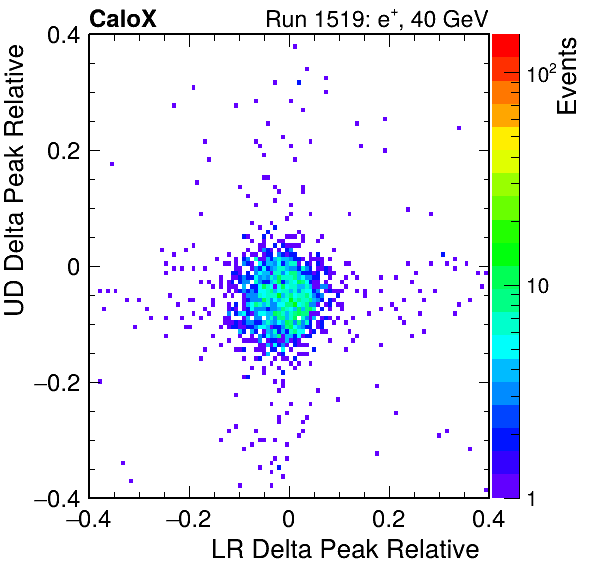 CaloX Run 1519: e+, 40 GeV
UD Delta Peak Relative
0.4
0.2
0
−0.2
−0.4
−0.4 −0.2 0 0.2 0.4
LR Delta Peak Relative
Events
10²
10
1